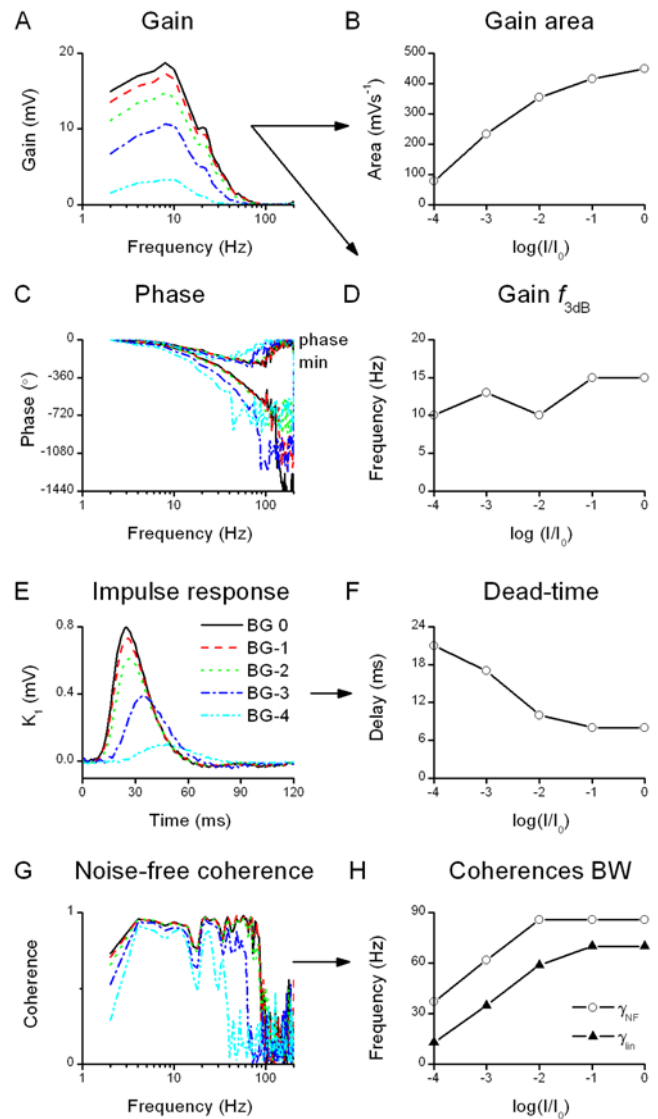 A Gain
20
10
0
Gain (mV)
1 10 100
Frequency (Hz)
B Gain area
500
400
300
200
100
0
Area (mVs⁻¹)
-4 -3 -2 -1 0
log(I/I₀)
C Phase
0
-360
-720
-1080
-1440
Phase (°)
phase
min
1 10 100
Frequency (Hz)
D Gain f3dB
20
15
10
5
0
Frequency (Hz)
-4 -3 -2 -1 0
log (I/I₀)
E Impulse response
0.8
0.4
0.0
K₁ (mV)
BG 0
BG-1
BG-2
BG-3
BG-4
0 30 60 90 120
Time (ms)
F Dead-time
24
18
12
6
0
Delay (ms)
-4 -3 -2 -1 0
log(I/I₀)
G Noise-free coherence
1
0
Coherence
1 10 100
Frequency (Hz)
H Coherences BW
90
60
30
0
Frequency (Hz)
γNF
γlin
-4 -3 -2 -1 0
log(I/I₀)